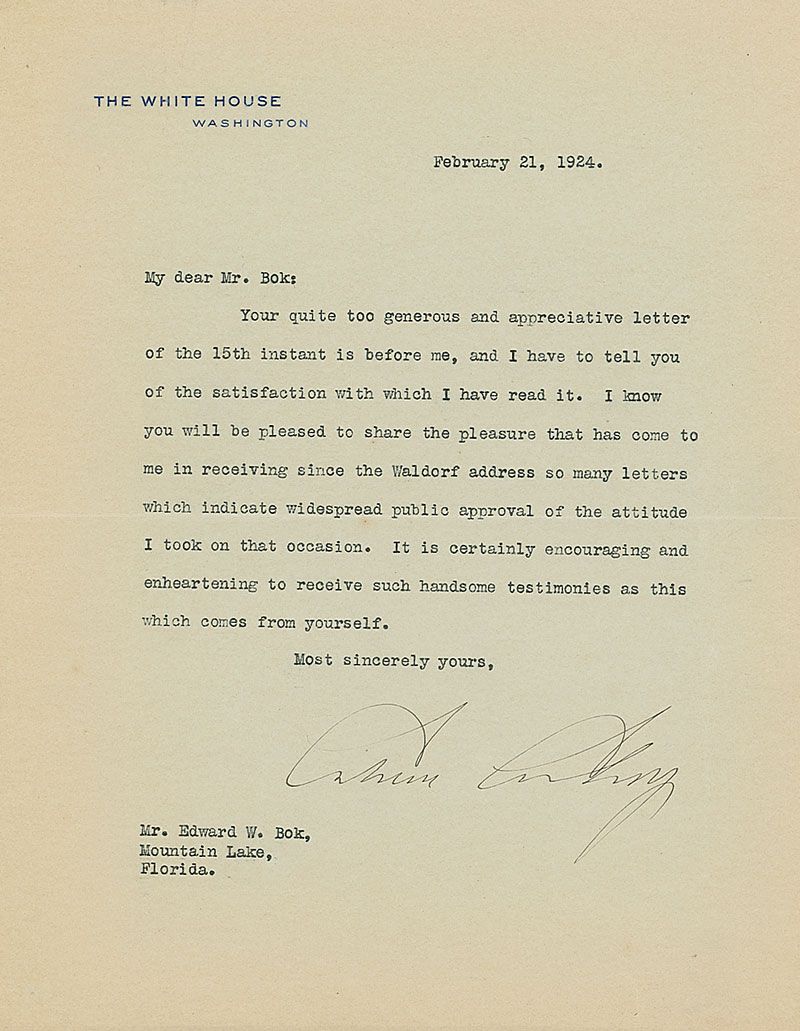 THE WHITE HOUSE
WASHINGTON
February 21, 1924.
My dear Mr. Bok:
Your quite too generous and appreciative letter
of the 15th instant is before me, and I have to tell you
of the satisfaction with which I have read it. I know
you will be pleased to share the pleasure that has come to
me in receiving since the Waldorf address so many letters
which indicate widespread public approval of the attitude
I took on that occasion. It is certainly encouraging and
enheartening to receive such handsome testimonies as this
which comes from yourself.
Most sincerely yours,
Calvin Coolidge
Mr. Edward W. Bok,
Mountain Lake,
Florida.